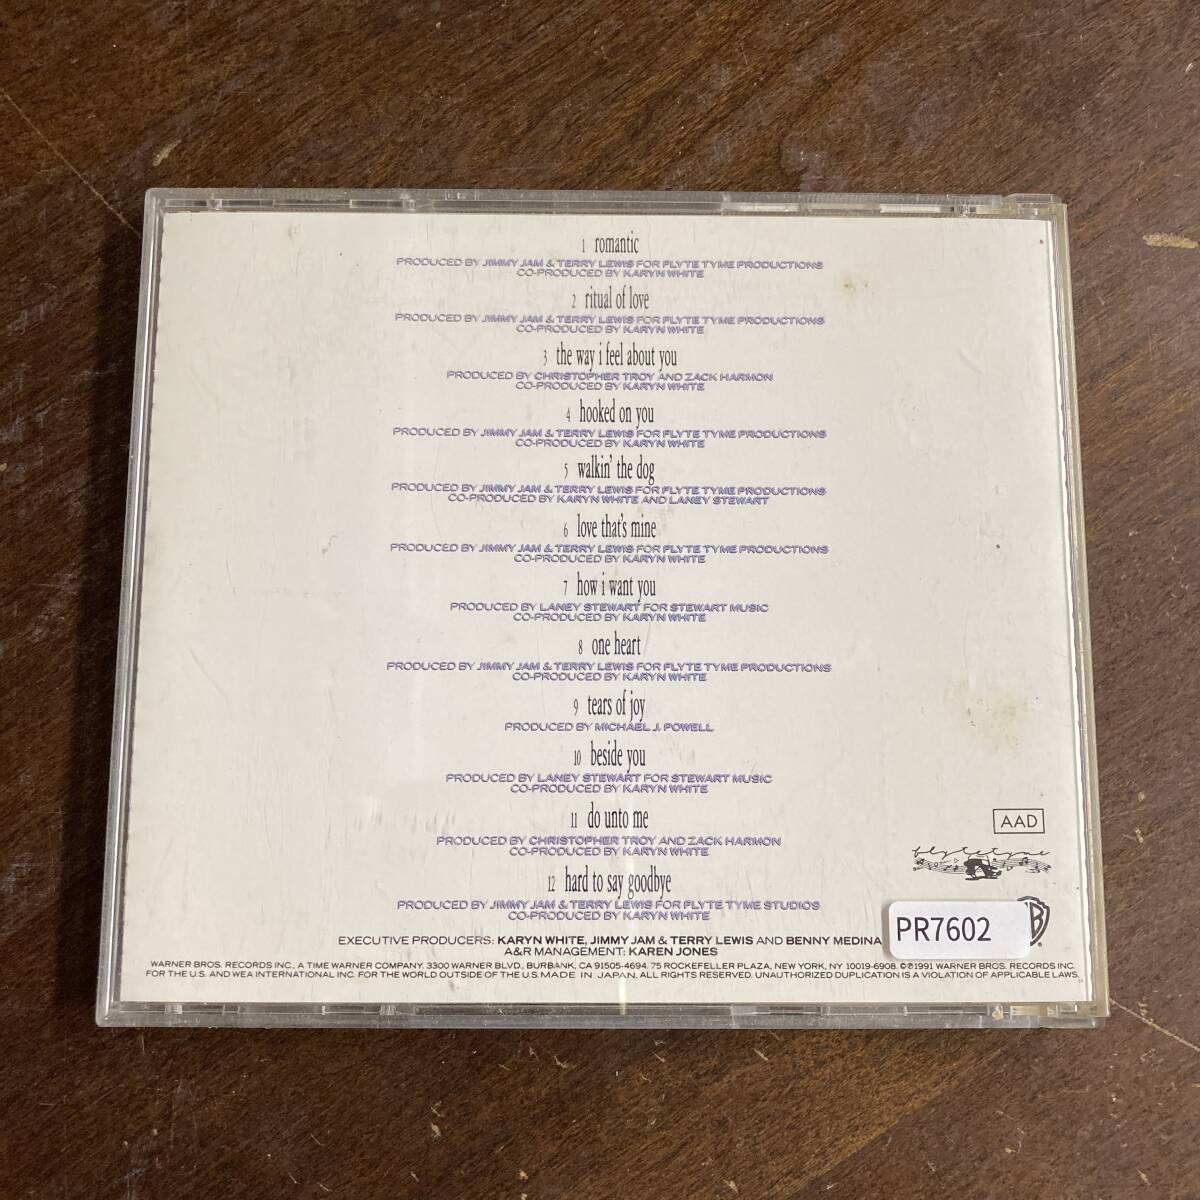 1 romantic
PRODUCED BY JIMMY JAM & TERRY LEWIS FOR FLYTE TYME PRODUCTIONS
CO-PRODUCED BY KARYN WHITE
2 ritual of love
PRODUCED BY JIMMY JAM & TERRY LEWIS FOR FLYTE TYME PRODUCTIONS
CO-PRODUCED BY KARYN WHITE
3 the way i feel about you
PRODUCED BY CHRISTOPHER TROY AND ZACK HARMON
CO-PRODUCED BY KARYN WHITE
4 hooked on you
PRODUCED BY JIMMY JAM & TERRY LEWIS FOR FLYTE TYME PRODUCTIONS
CO-PRODUCED BY KARYN WHITE
5 walkin' the dog
PRODUCED BY JIMMY JAM & TERRY LEWIS FOR FLYTE TYME PRODUCTIONS
CO-PRODUCED BY KARYN WHITE AND LANEY STEWART
6 love that's mine
PRODUCED BY JIMMY JAM & TERRY LEWIS FOR FLYTE TYME PRODUCTIONS
CO-PRODUCED BY KARYN WHITE
7 how i want you
PRODUCED BY LANEY STEWART FOR STEWART MUSIC
CO-PRODUCED BY KARYN WHITE
8 one heart
PRODUCED BY JIMMY JAM & TERRY LEWIS FOR FLYTE TYME PRODUCTIONS
CO-PRODUCED BY KARYN WHITE
9 tears of joy
PRODUCED BY MICHAEL J. POWELL
10 beside you
PRODUCED BY LANEY STEWART FOR STEWART MUSIC
CO-PRODUCED BY KARYN WHITE
11 do unto me
PRODUCED BY CHRISTOPHER TROY AND ZACK HARMON
CO-PRODUCED BY KARYN WHITE
12 hard to say goodbye
PRODUCED BY JIMMY JAM & TERRY LEWIS FOR FLYTE TYME STUDIOS
CO-PRODUCED BY KARYN WHITE
AAD
flytetyme
PR7602
EXECUTIVE PRODUCERS: KARYN WHITE, JIMMY JAM & TERRY LEWIS AND BENNY MEDINA
A&R MANAGEMENT: KAREN JONES
WARNER BROS. RECORDS INC., A TIME WARNER COMPANY. 3300 WARNER BLVD., BURBANK, CA 91505-4694. 75 ROCKEFELLER PLAZA, NEW YORK, NY 10019-6908. ©℗1991 WARNER BROS. RECORDS INC.
FOR THE U.S. AND WEA INTERNATIONAL INC. FOR THE WORLD OUTSIDE OF THE U.S. MADE IN JAPAN. ALL RIGHTS RESERVED. UNAUTHORIZED DUPLICATION IS A VIOLATION OF APPLICABLE LAWS.